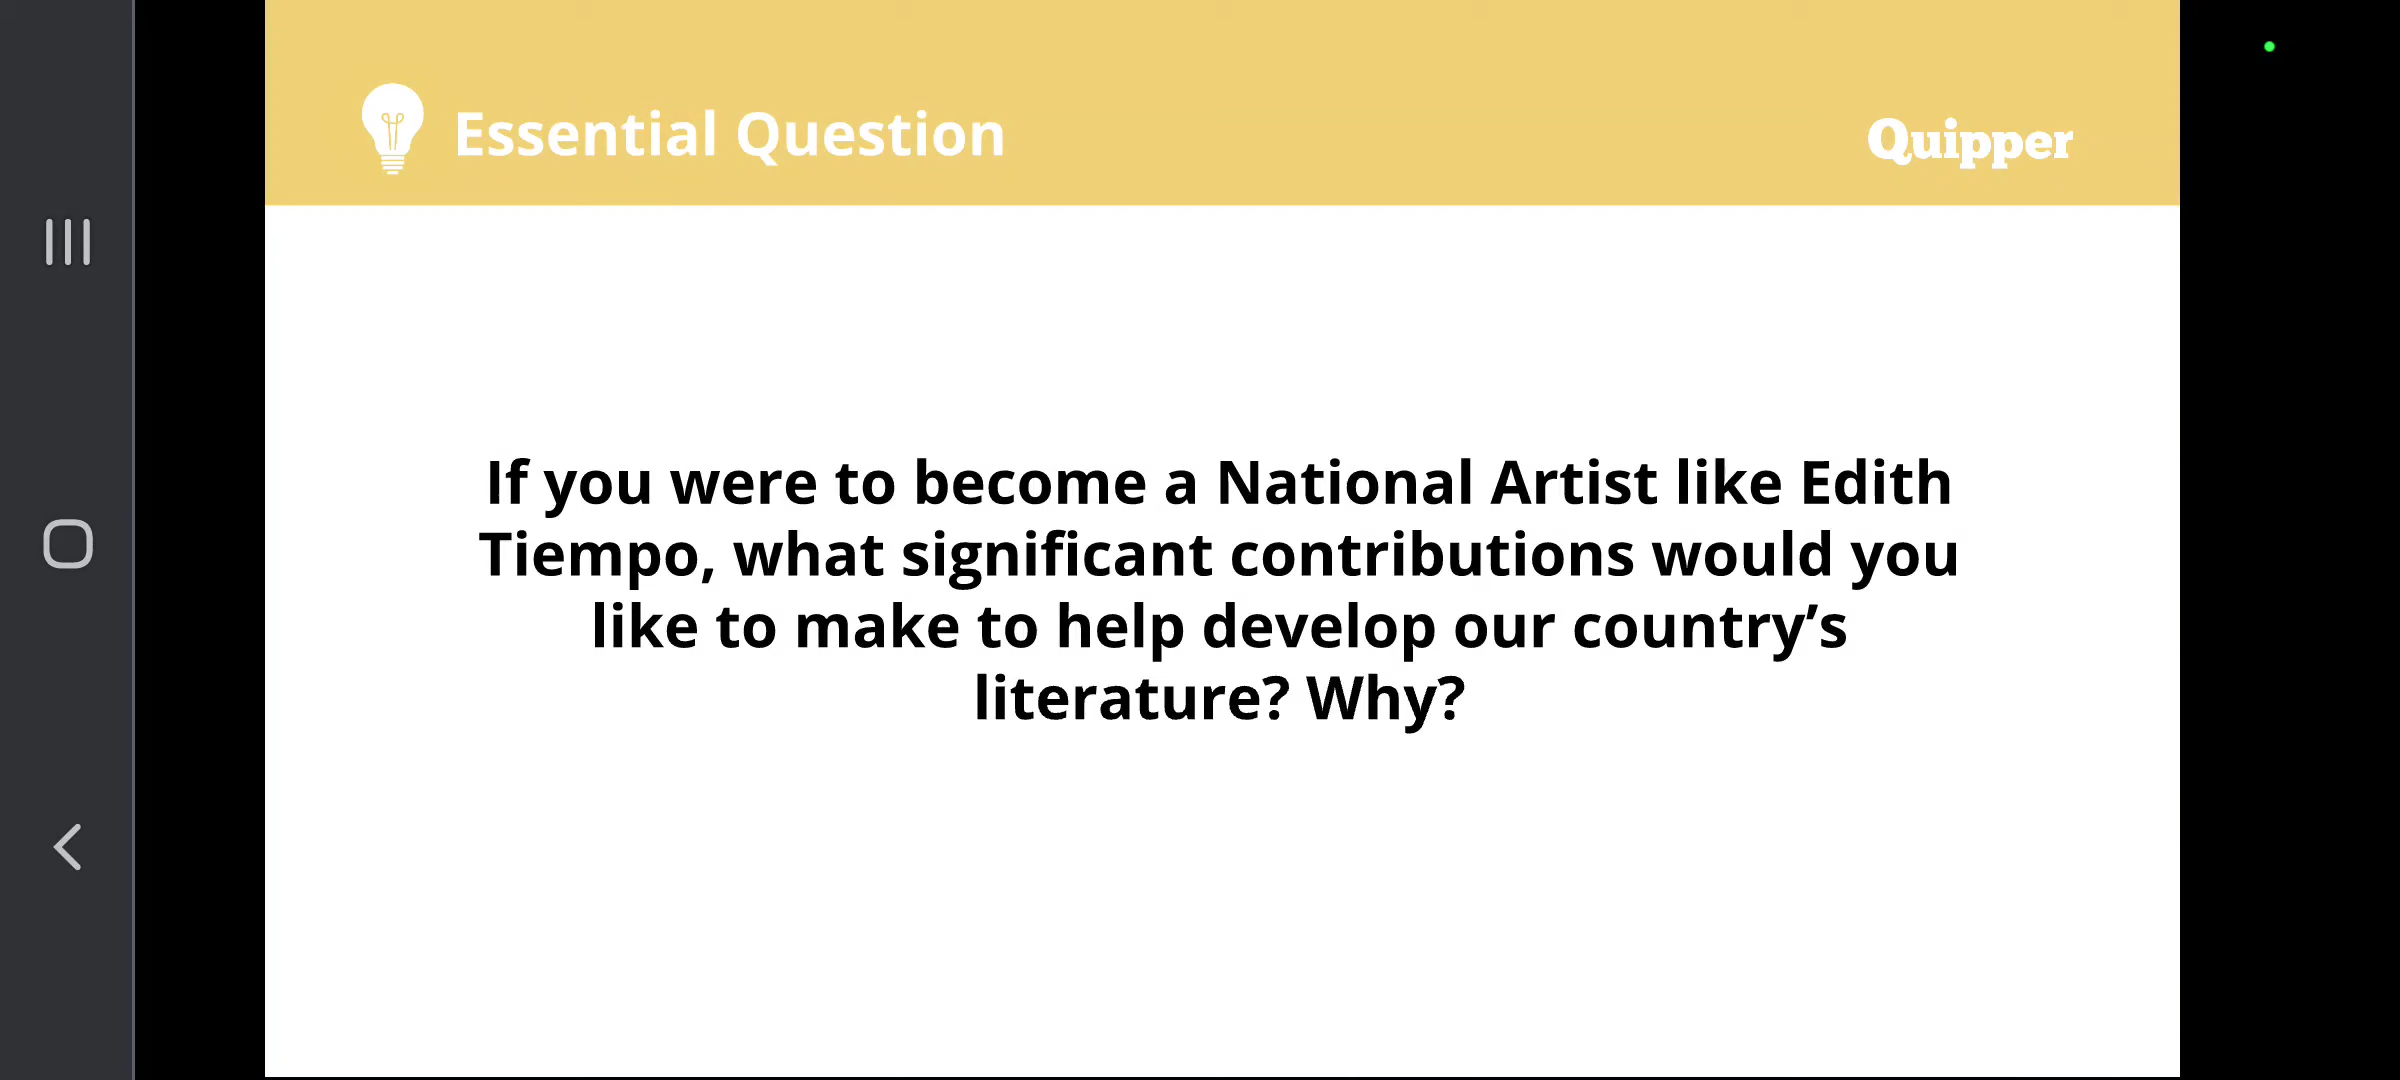 Essential Question
Quipper
If you were to become a National Artist like Edith
Tiempo, what significant contributions would you
like to make to help develop our country’s
literature? Why?